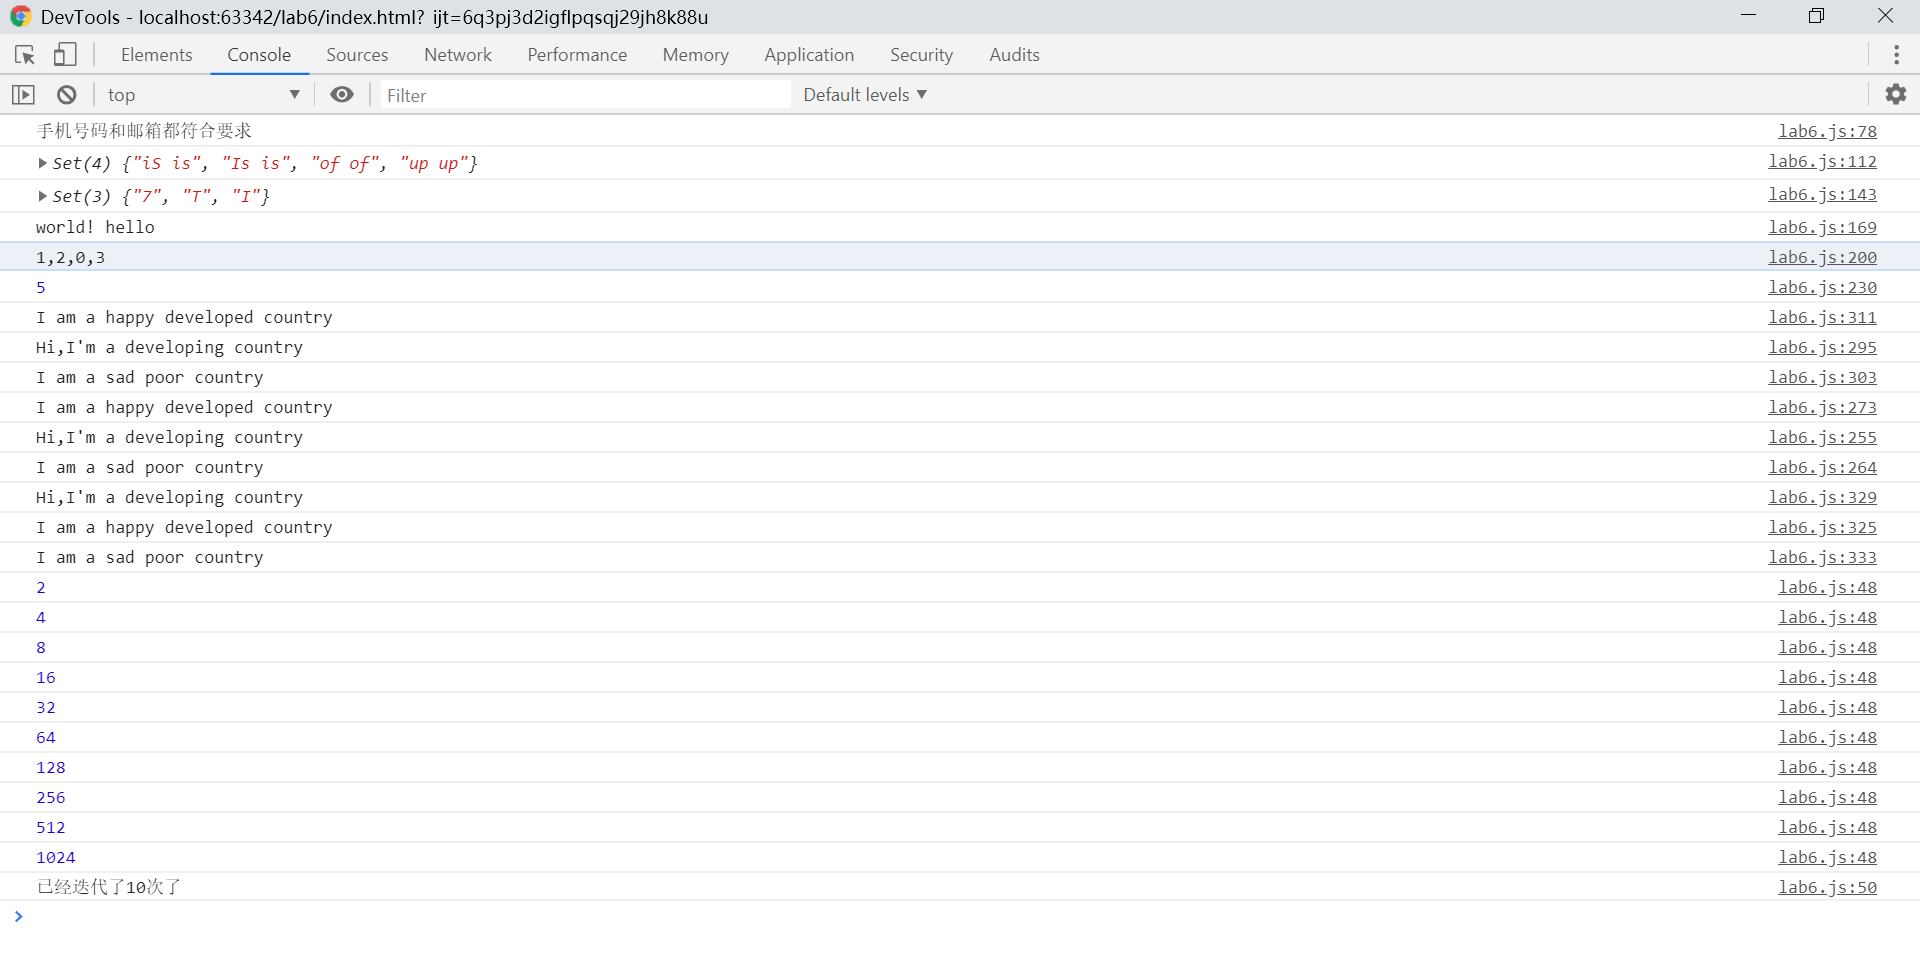 DevTools - localhost:63342/lab6/index.html?_ijt=6q3pj3d2igflpqsqj29jh8k88u
Elements Console Sources Network Performance Memory Application Security Audits
top Filter Default levels
手机号码和邮箱都符合要求 lab6.js:78
Set(4) {"iS is", "Is is", "of of", "up up"} lab6.js:112
Set(3) {"7", "T", "I"} lab6.js:143
world! hello lab6.js:169
1,2,0,3 lab6.js:200
5 lab6.js:230
I am a happy developed country lab6.js:311
Hi,I'm a developing country lab6.js:295
I am a sad poor country lab6.js:303
I am a happy developed country lab6.js:273
Hi,I'm a developing country lab6.js:255
I am a sad poor country lab6.js:264
Hi,I'm a developing country lab6.js:329
I am a happy developed country lab6.js:325
I am a sad poor country lab6.js:333
2 lab6.js:48
4 lab6.js:48
8 lab6.js:48
16 lab6.js:48
32 lab6.js:48
64 lab6.js:48
128 lab6.js:48
256 lab6.js:48
512 lab6.js:48
1024 lab6.js:48
已经迭代了10次了 lab6.js:50